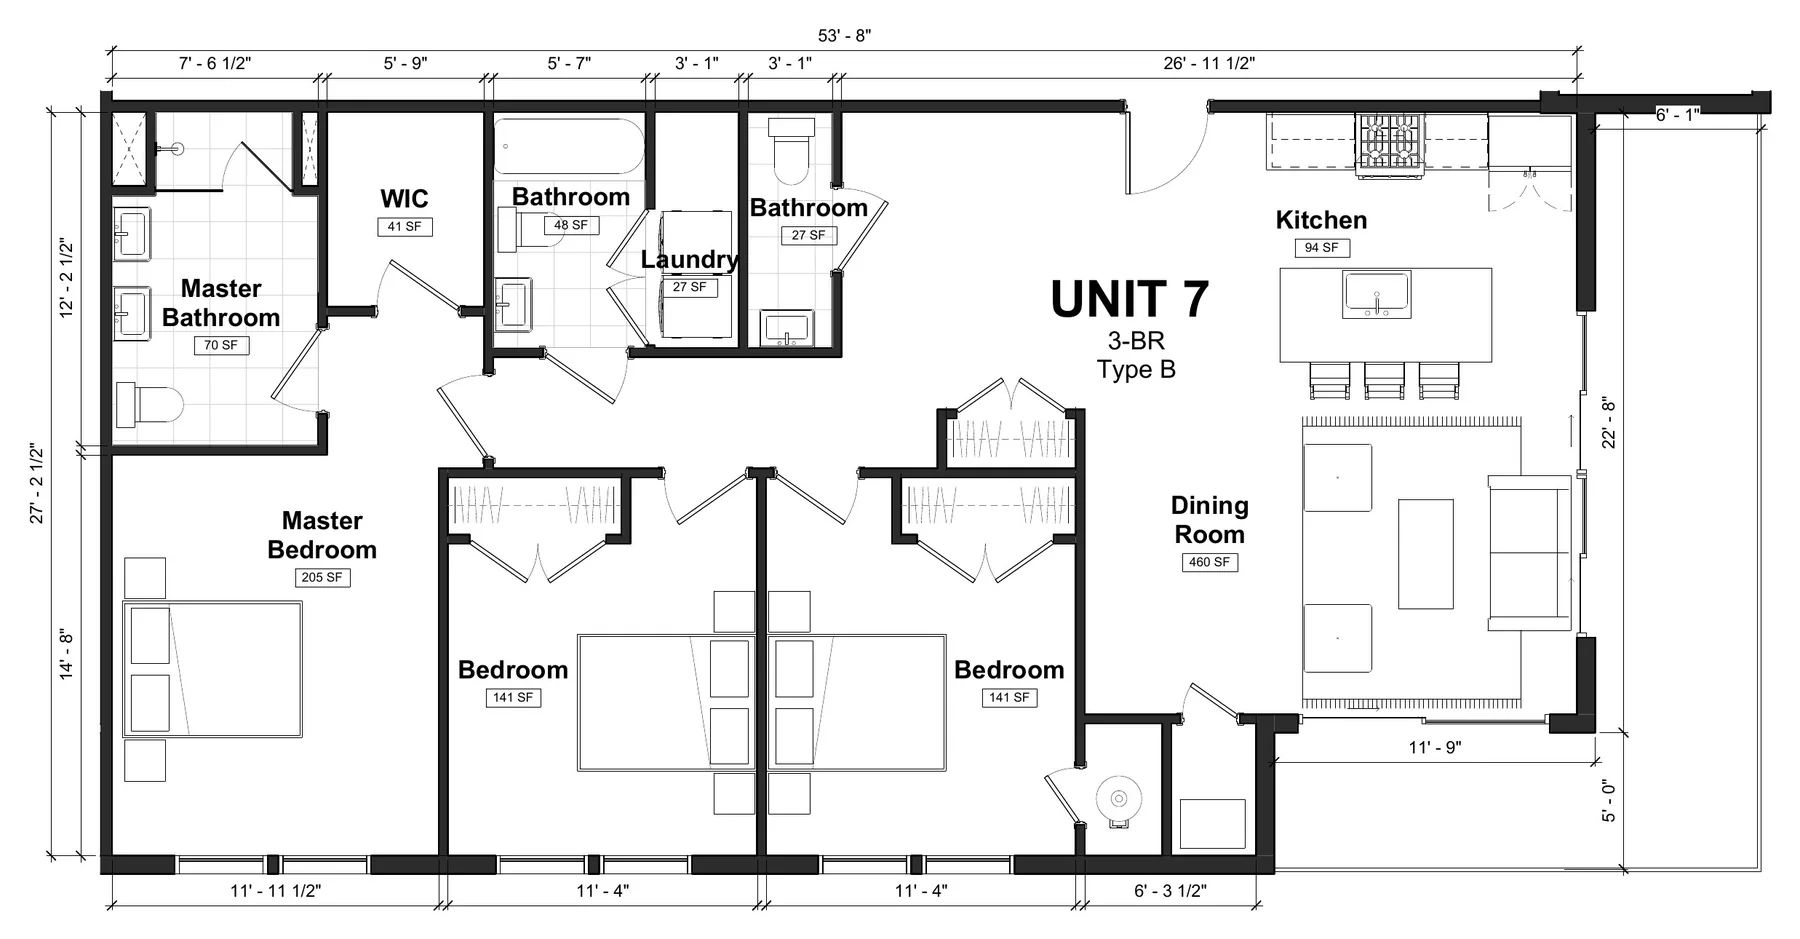 53' - 8"
7' - 6 1/2"
5' - 9"
5' - 7"
3' - 1"
3' - 1"
26' - 11 1/2"
6' - 1"
12' - 2 1/2"
27' - 2 1/2"
14' - 8"
WIC
41 SF
Bathroom
48 SF
Bathroom
27 SF
Laundry
27 SF
Kitchen
94 SF
Master
Bathroom
70 SF
UNIT 7
3-BR
Type B
22' - 8"
Master
Bedroom
205 SF
Dining
Room
460 SF
Bedroom
141 SF
Bedroom
141 SF
11' - 9"
5' - 0"
11' - 11 1/2"
11' - 4"
11' - 4"
6' - 3 1/2"